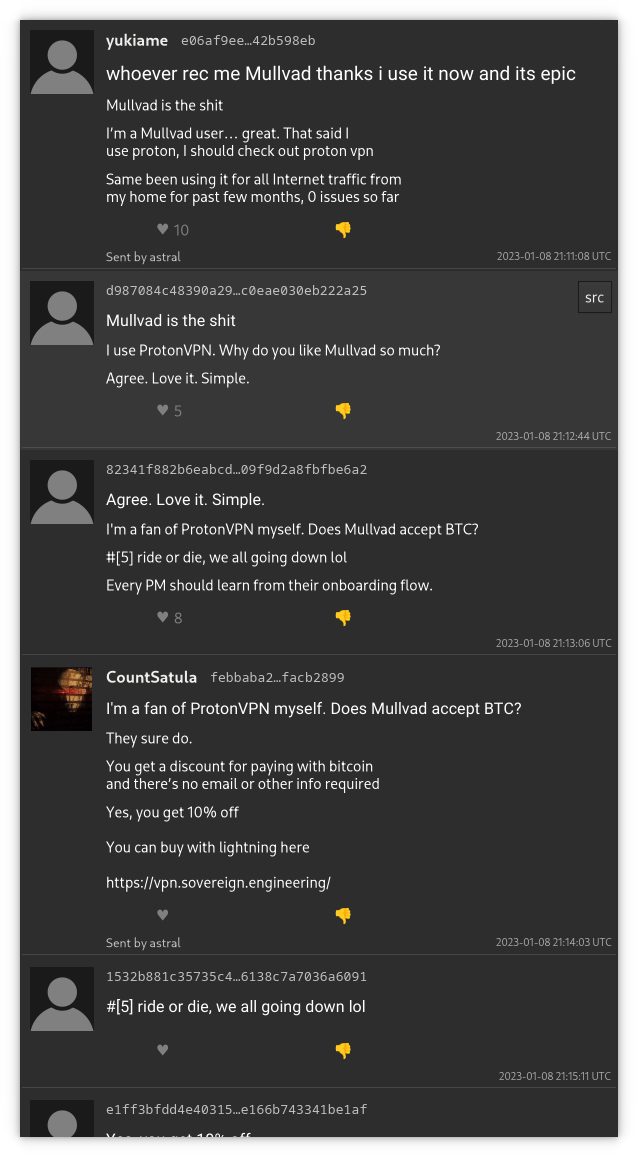 yukiame e06af9ee…42b598eb
whoever rec me Mullvad thanks i use it now and its epic
Mullvad is the shit
I’m a Mullvad user… great. That said I
use proton, I should check out proton vpn
Same been using it for all Internet traffic from
my home for past few months, 0 issues so far
♥ 10 👎
Sent by astral 2023-01-08 21:11:08 UTC
d987084c48390a29…c0eae030eb222a25 src
Mullvad is the shit
I use ProtonVPN. Why do you like Mullvad so much?
Agree. Love it. Simple.
♥ 5 👎
2023-01-08 21:12:44 UTC
82341f882b6eabcd…09f9d2a8fbfbe6a2
Agree. Love it. Simple.
I'm a fan of ProtonVPN myself. Does Mullvad accept BTC?
#[5] ride or die, we all going down lol
Every PM should learn from their onboarding flow.
♥ 8 👎
2023-01-08 21:13:06 UTC
CountSatula febbaba2…facb2899
I'm a fan of ProtonVPN myself. Does Mullvad accept BTC?
They sure do.
You get a discount for paying with bitcoin
and there’s no email or other info required
Yes, you get 10% off
You can buy with lightning here
https://vpn.sovereign.engineering/
♥ 👎
Sent by astral 2023-01-08 21:14:03 UTC
1532b881c35735c4…6138c7a7036a6091
#[5] ride or die, we all going down lol
♥ 👎
2023-01-08 21:15:11 UTC
e1ff3bfdd4e40315…e166b743341be1af
Yes, you get 10% off